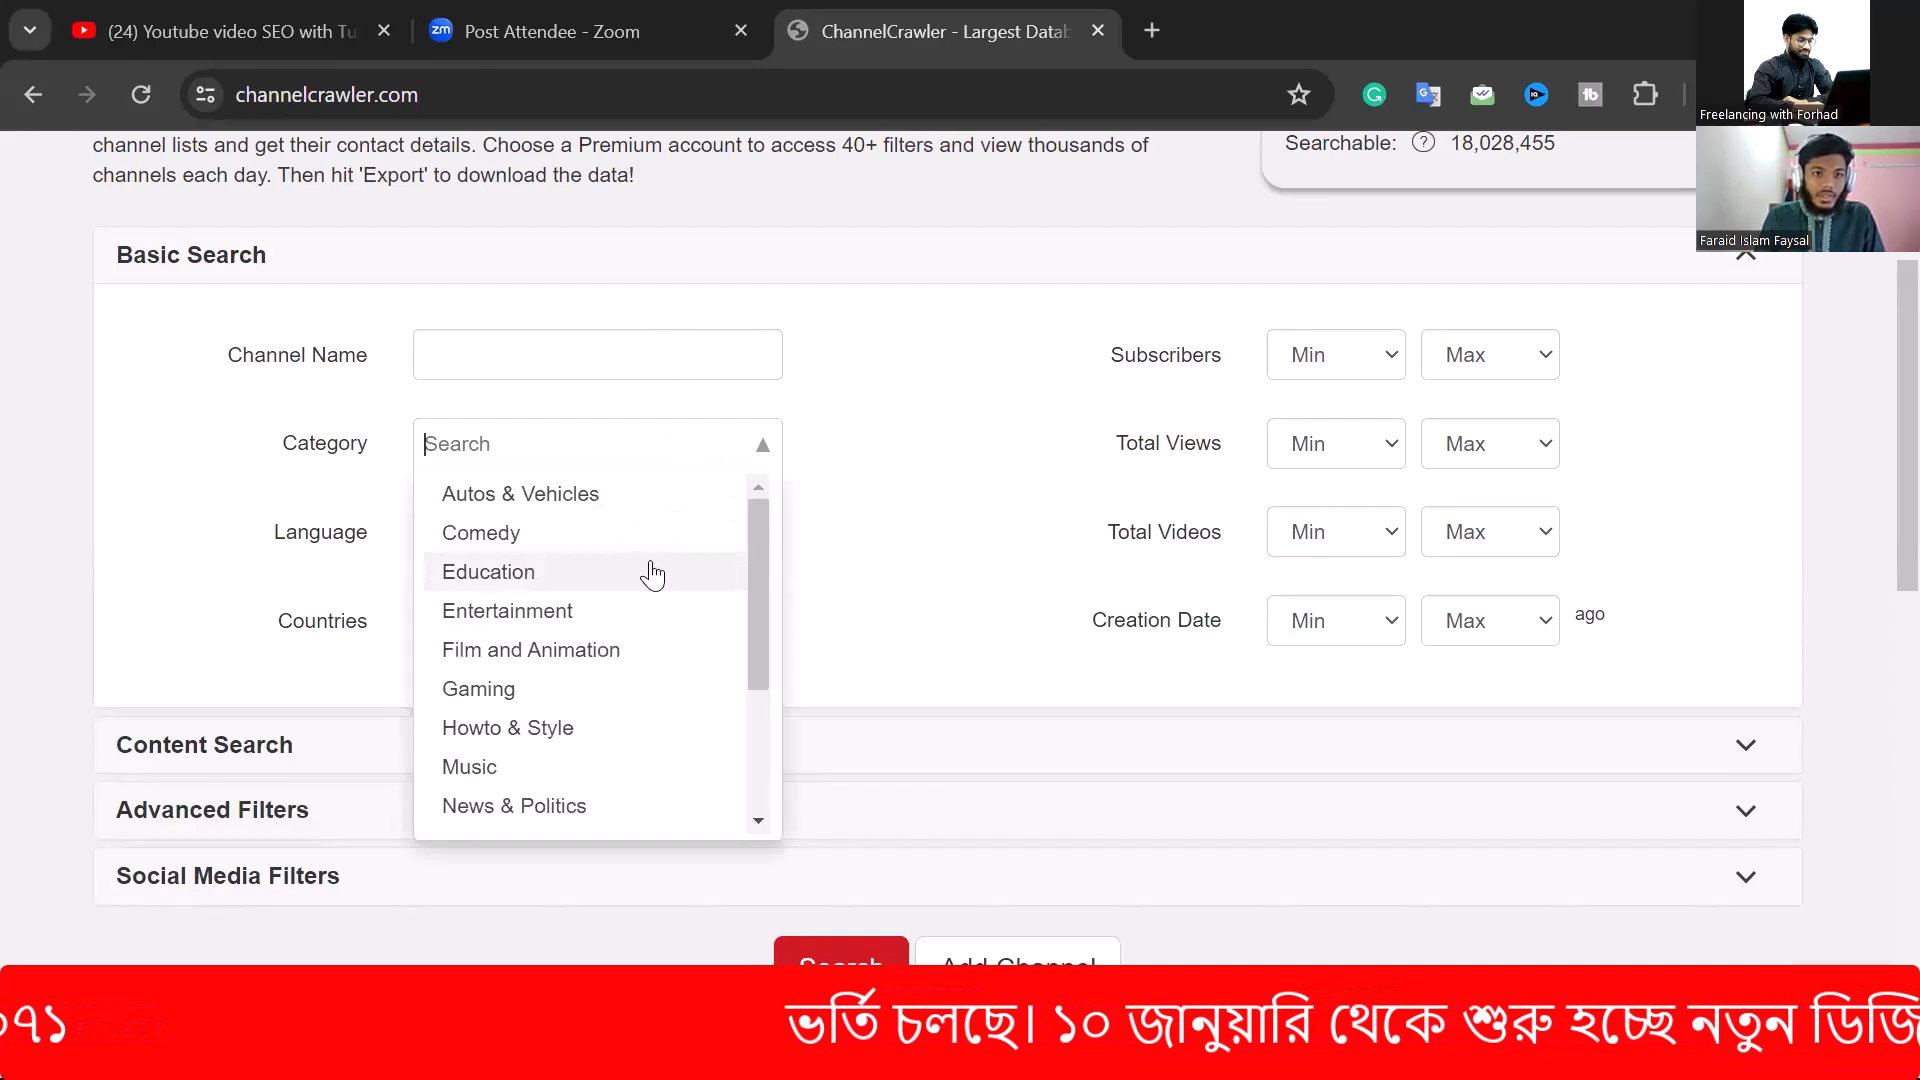 (24) Youtube video SEO with Tu
zm Post Attendee - Zoom
ChannelCrawler - Largest Datab
channelcrawler.com
Freelancing with Forhad
Faraid Islam Faysal
channel lists and get their contact details. Choose a Premium account to access 40+ filters and view thousands of
channels each day. Then hit 'Export' to download the data!
Searchable: ? 18,028,455
Basic Search
Channel Name
Subscribers Min Max
Category Search
Total Views Min Max
Autos & Vehicles
Comedy
Language
Total Videos Min Max
Education
Entertainment
Countries
Creation Date Min Max ago
Film and Animation
Gaming
Howto & Style
Content Search
Music
News & Politics
Advanced Filters
Social Media Filters
Search Add Channel
৭১ ভর্তি চলছে। ১০ জানুয়ারি থেকে শুরু হচ্ছে নতুন ডিজি